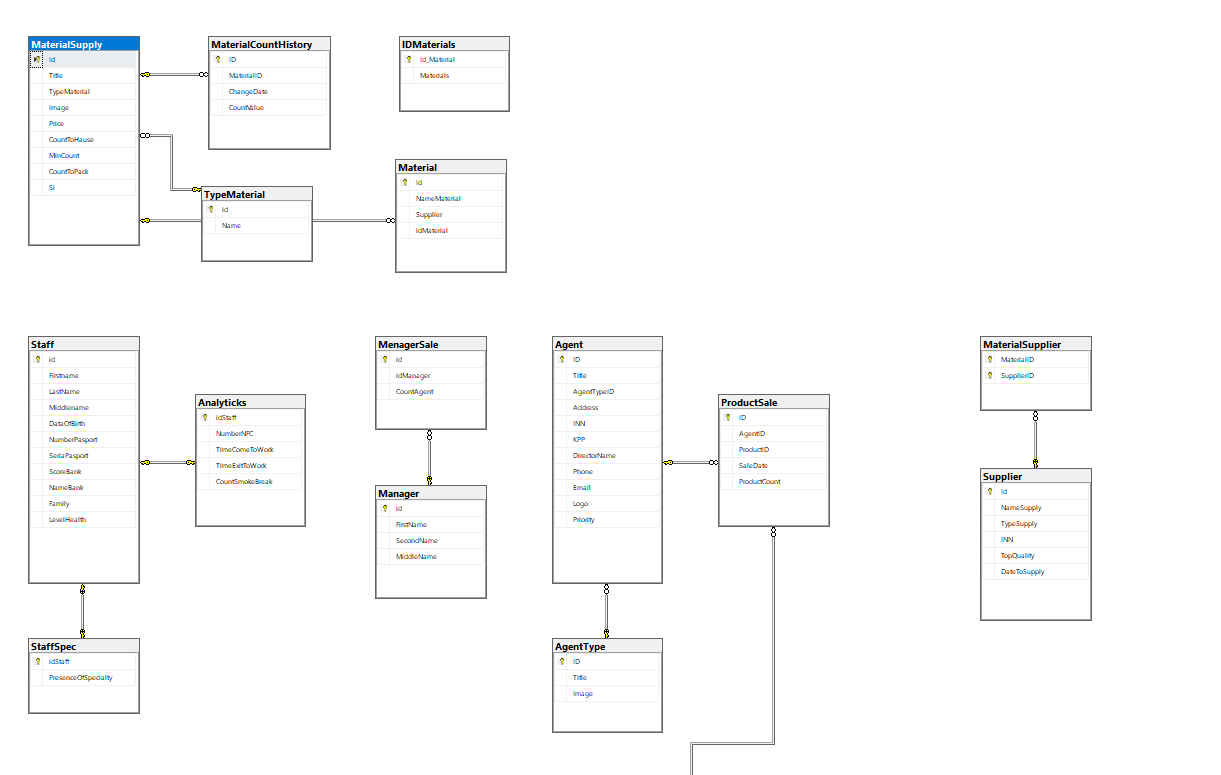 MaterialSupply
Id
Title
TypeMaterial
Image
Price
CountToHause
MinCount
CountToPack
Si
MaterialCountHistory
ID
MaterialID
ChangeDate
CountValue
IDMaterials
Id_Material
Materials
TypeMaterial
Id
Name
Material
Id
NameMaterial
Supplier
idMaterial
Staff
Id
Firstname
LastName
Middlename
DataOfBirth
NumberPasport
SeriaPasport
ScoreBank
NameBank
Family
LevelHealth
Analyticks
IdStaff
NumberNFC
TimeComeToWork
TimeExitToWork
CountSmokeBreak
StaffSpec
IdStaff
PresenceOfSpecialty
MenagerSale
Id
idManager
CountAgent
Manager
Id
FirstName
SecondName
MiddleName
Agent
ID
Title
AgentTypeID
Address
INN
KPP
DirectorName
Phone
Email
Logo
Priority
AgentType
ID
Title
Image
ProductSale
ID
AgentID
ProductID
SaleDate
ProductCount
MaterialSupplier
MaterialID
SupplierID
Supplier
Id
NameSupply
TypeSupply
INN
TopQuality
DateToSupply